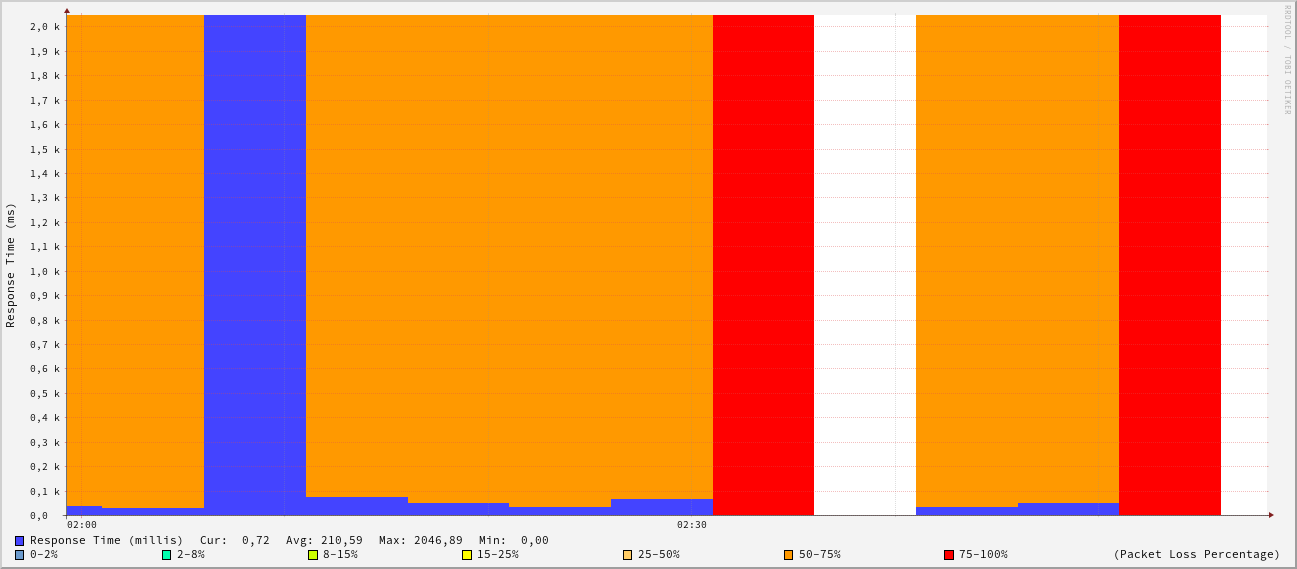 RRDTOOL / TOBI OETIKER
Response Time (ms)
2,0 k
1,9 k
1,8 k
1,7 k
1,6 k
1,5 k
1,4 k
1,3 k
1,2 k
1,1 k
1,0 k
0,9 k
0,8 k
0,7 k
0,6 k
0,5 k
0,4 k
0,3 k
0,2 k
0,1 k
0,0
02:00 02:30
Response Time (millis) Cur: 0,72 Avg: 210,59 Max: 2046,89 Min: 0,00
0-2% 2-8% 8-15% 15-25% 25-50% 50-75% 75-100% (Packet Loss Percentage)